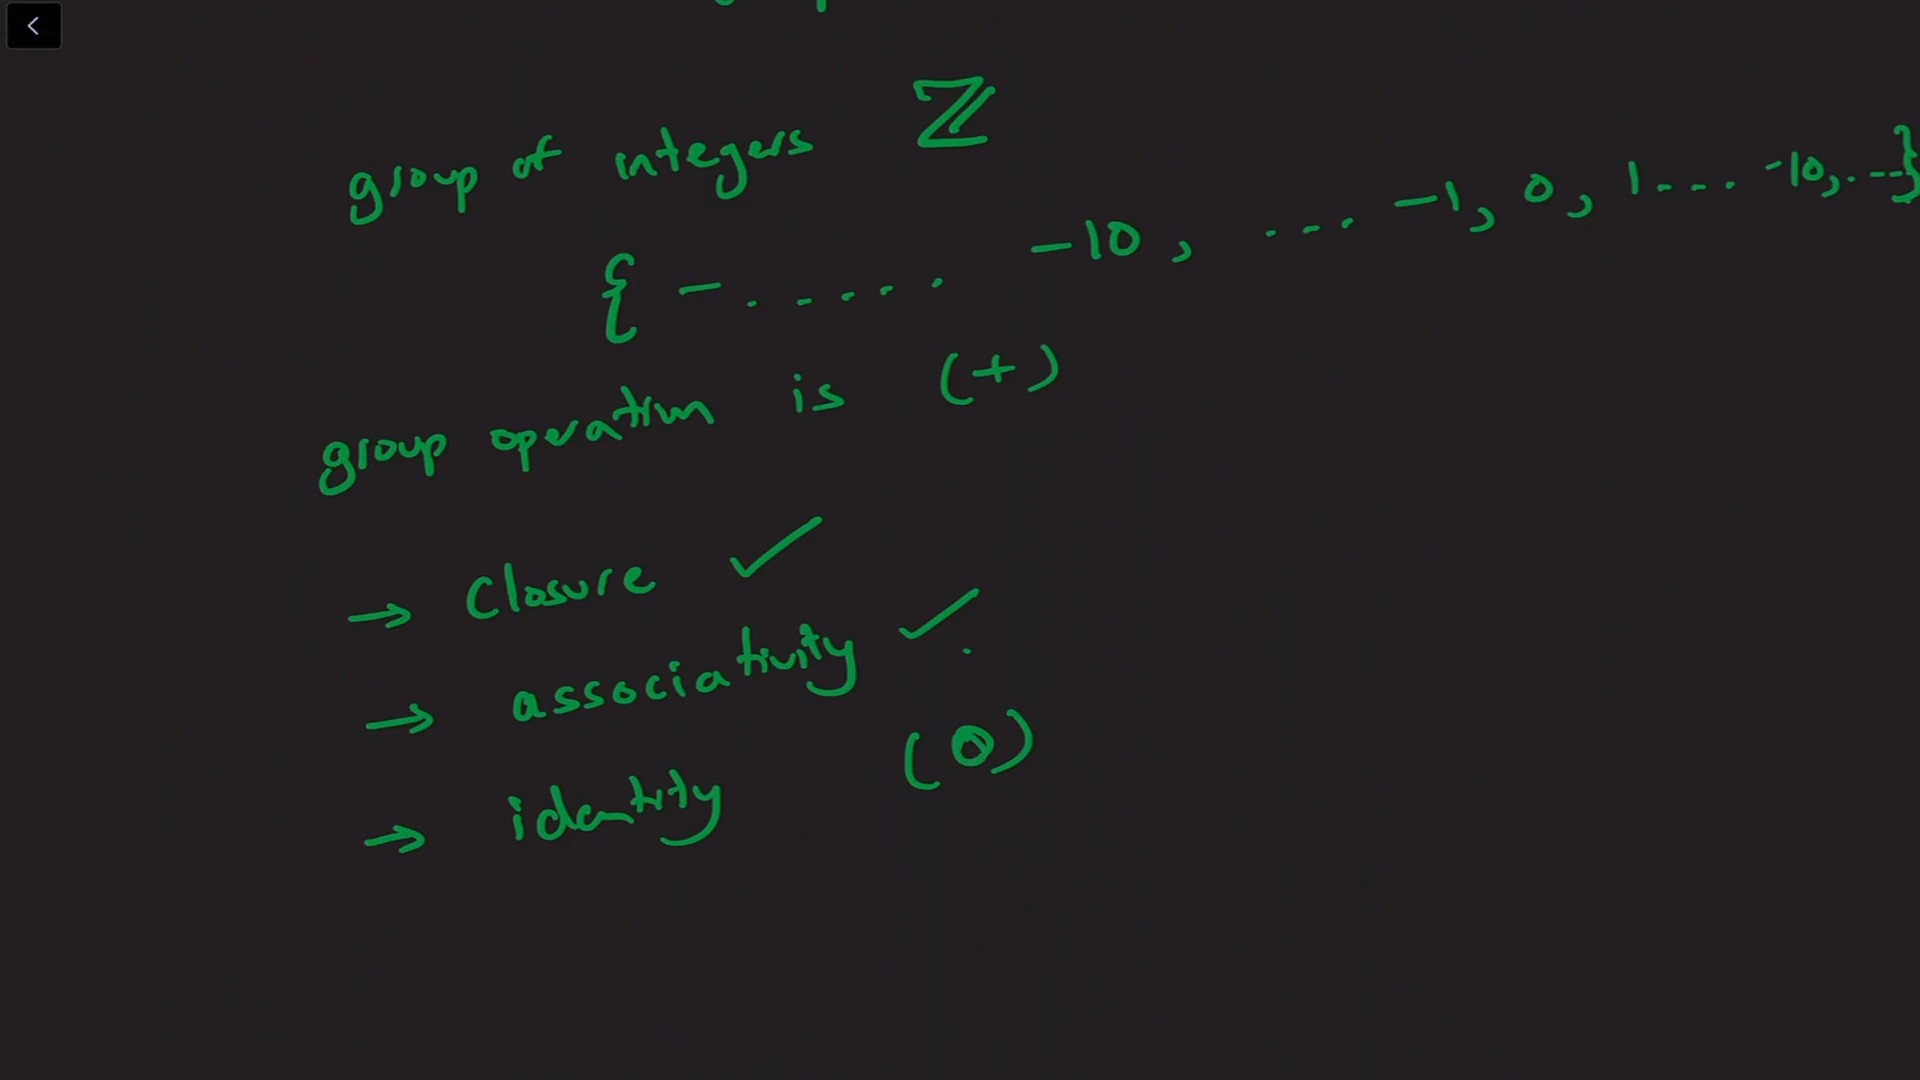 group of integers ℤ
{ - ..... -10, ... -1, 0, 1 ... -10, ...}
group operation is (+)
→ Closure ✓
→ associativity ✓
→ identity (0)